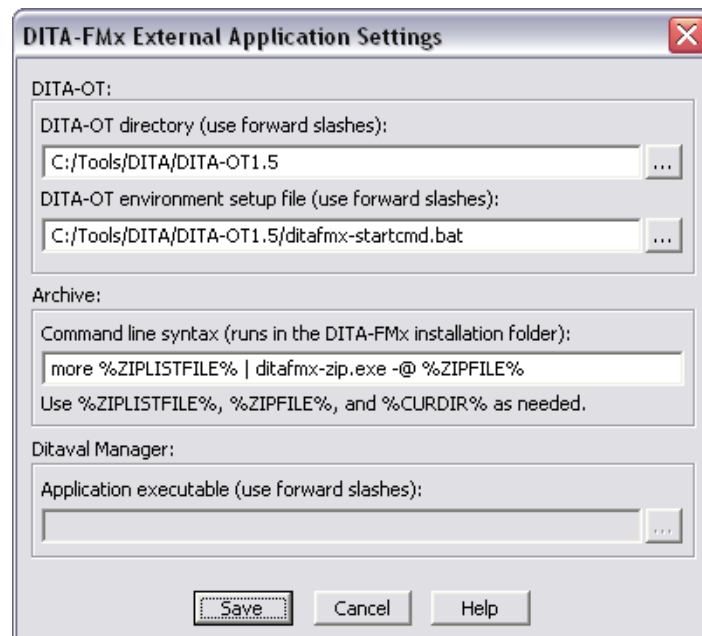 DITA-FMx External Application Settings
DITA-OT:
DITA-OT directory (use forward slashes):
C:/Tools/DITA/DITA-OT1.5
...
DITA-OT environment setup file (use forward slashes):
C:/Tools/DITA/DITA-OT1.5/ditafmx-startcmd.bat
...
Archive:
Command line syntax (runs in the DITA-FMx installation folder):
more %ZIPLISTFILE% | ditafmx-zip.exe -@ %ZIPFILE%
Use %ZIPLISTFILE%, %ZIPFILE%, and %CURDIR% as needed.
Ditaval Manager:
Application executable (use forward slashes):
...
Save Cancel Help